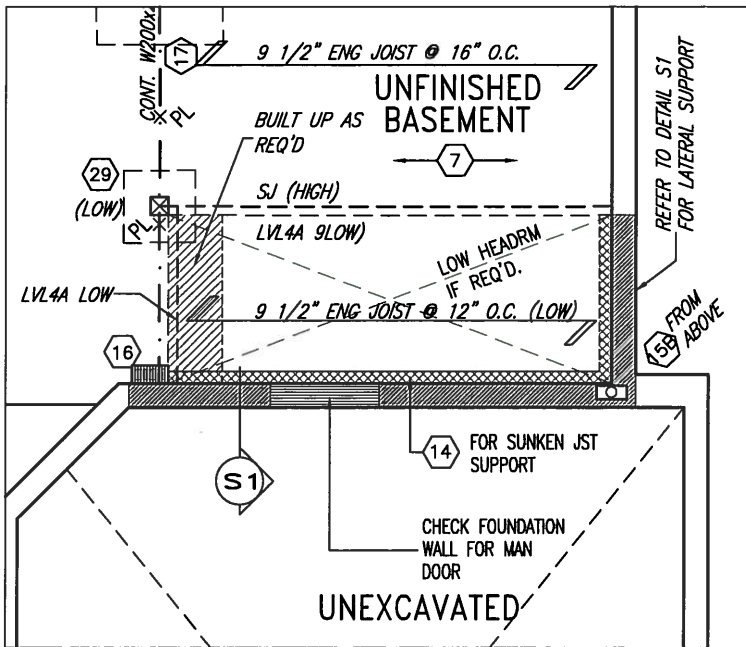 CONT. W200x2
17
9 1/2" ENG JOIST @ 16" O.C.
UNFINISHED
BASEMENT
PL
BUILT UP AS
REQ'D
7
29
(LOW)
SJ (HIGH)
PL
LVL4A 9LOW)
LOW HEADRM
IF REQ'D.
REFER TO DETAIL S1
FOR LATERAL SUPPORT
LVL4A LOW
9 1/2" ENG JOIST @ 12" O.C. (LOW)
16
15B
FROM
ABOVE
14
FOR SUNKEN JST
SUPPORT
S1
CHECK FOUNDATION
WALL FOR MAN
DOOR
UNEXCAVATED